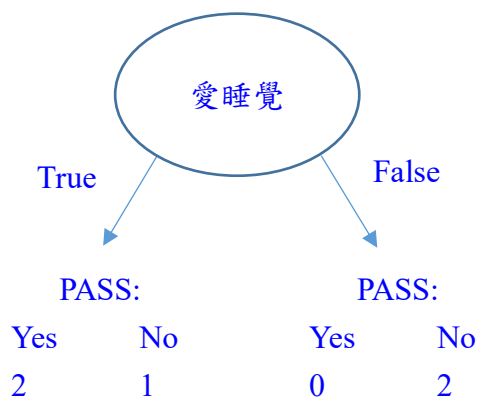 愛睡覺
True False
PASS: PASS:
Yes No Yes No
2 1 0 2